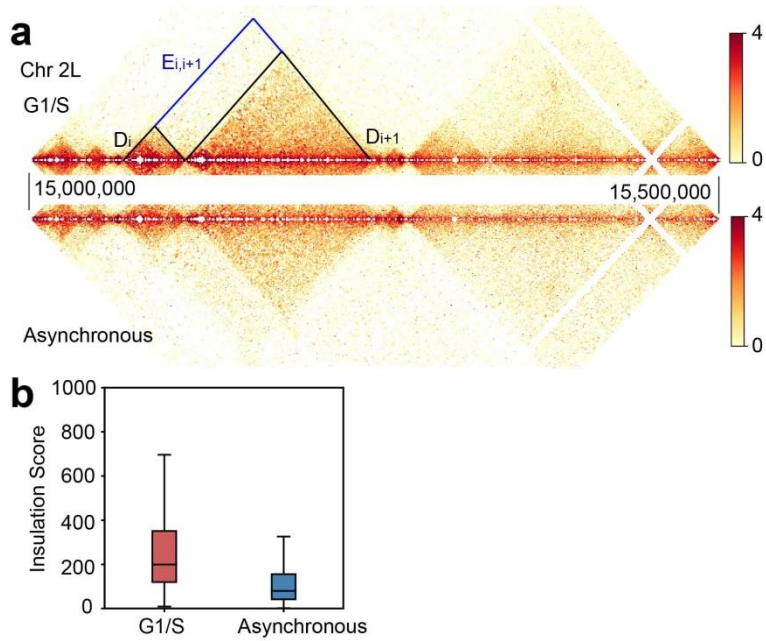 a
Chr 2L
G1/S
Ei,i+1
Di
Di+1
4
0
15,000,000
15,500,000
4
0
Asynchronous
b
Insulation Score
1000
800
600
400
200
0
G1/S
Asynchronous